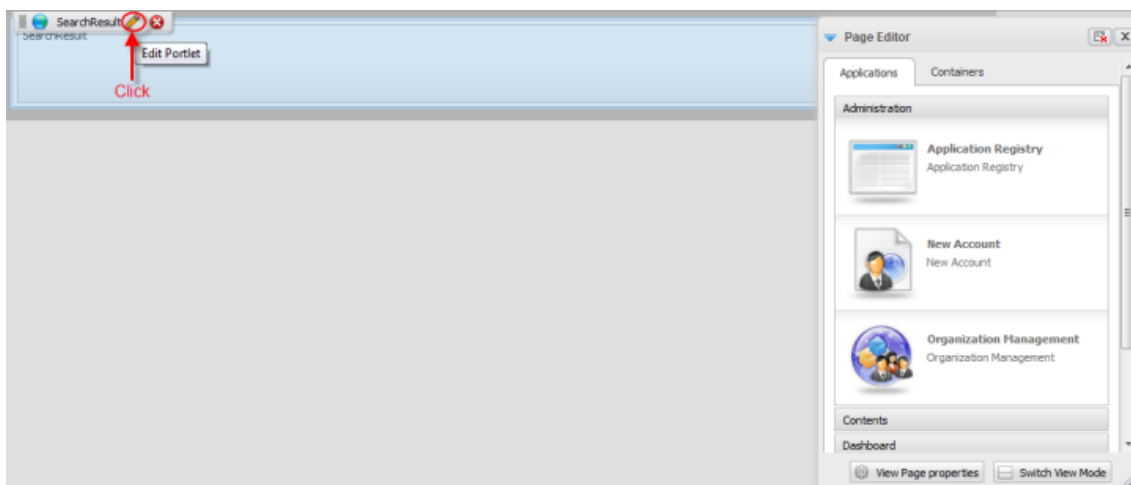 SearchResult
SearchResult
Edit Portlet
Click
Page Editor
Applications
Containers
Administration
Application Registry
Application Registry
New Account
New Account
Organization Management
Organization Management
Contents
Dashboard
View Page properties
Switch View Mode